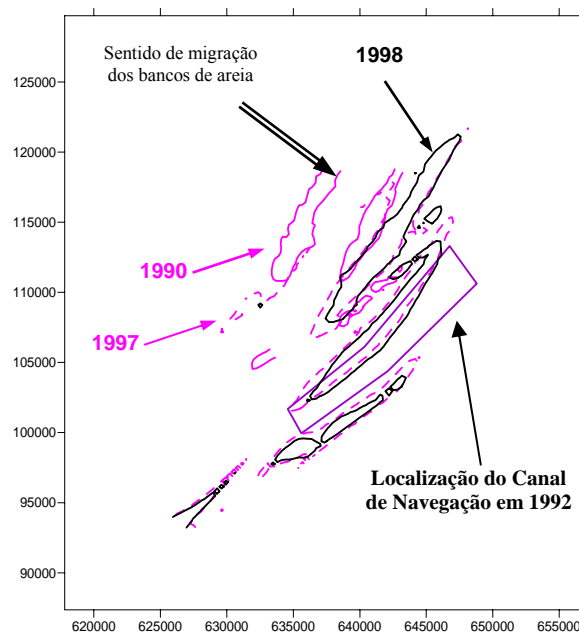 Sentido de migração
dos bancos de areia
1998
125000
120000
115000
1990
110000
1997
105000
100000
Localização do Canal
de Navegação em 1992
95000
90000
620000 625000 630000 635000 640000 645000 650000 655000